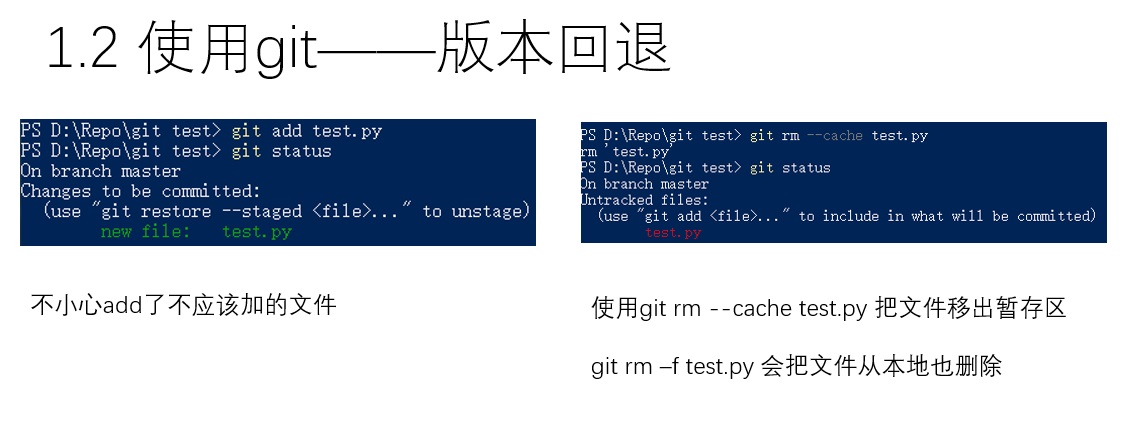 1.2 使用git——版本回退
PS D:\Repo\git test> git add test.py
PS D:\Repo\git test> git status
On branch master
Changes to be committed:
(use "git restore --staged <file>..." to unstage)
new file: test.py
不小心add了不应该加的文件
PS D:\Repo\git test> git rm --cache test.py
rm 'test.py'
PS D:\Repo\git test> git status
On branch master
Untracked files:
(use "git add <file>..." to include in what will be committed)
test.py
使用git rm --cache test.py 把文件移出暂存区
git rm –f test.py 会把文件从本地也删除